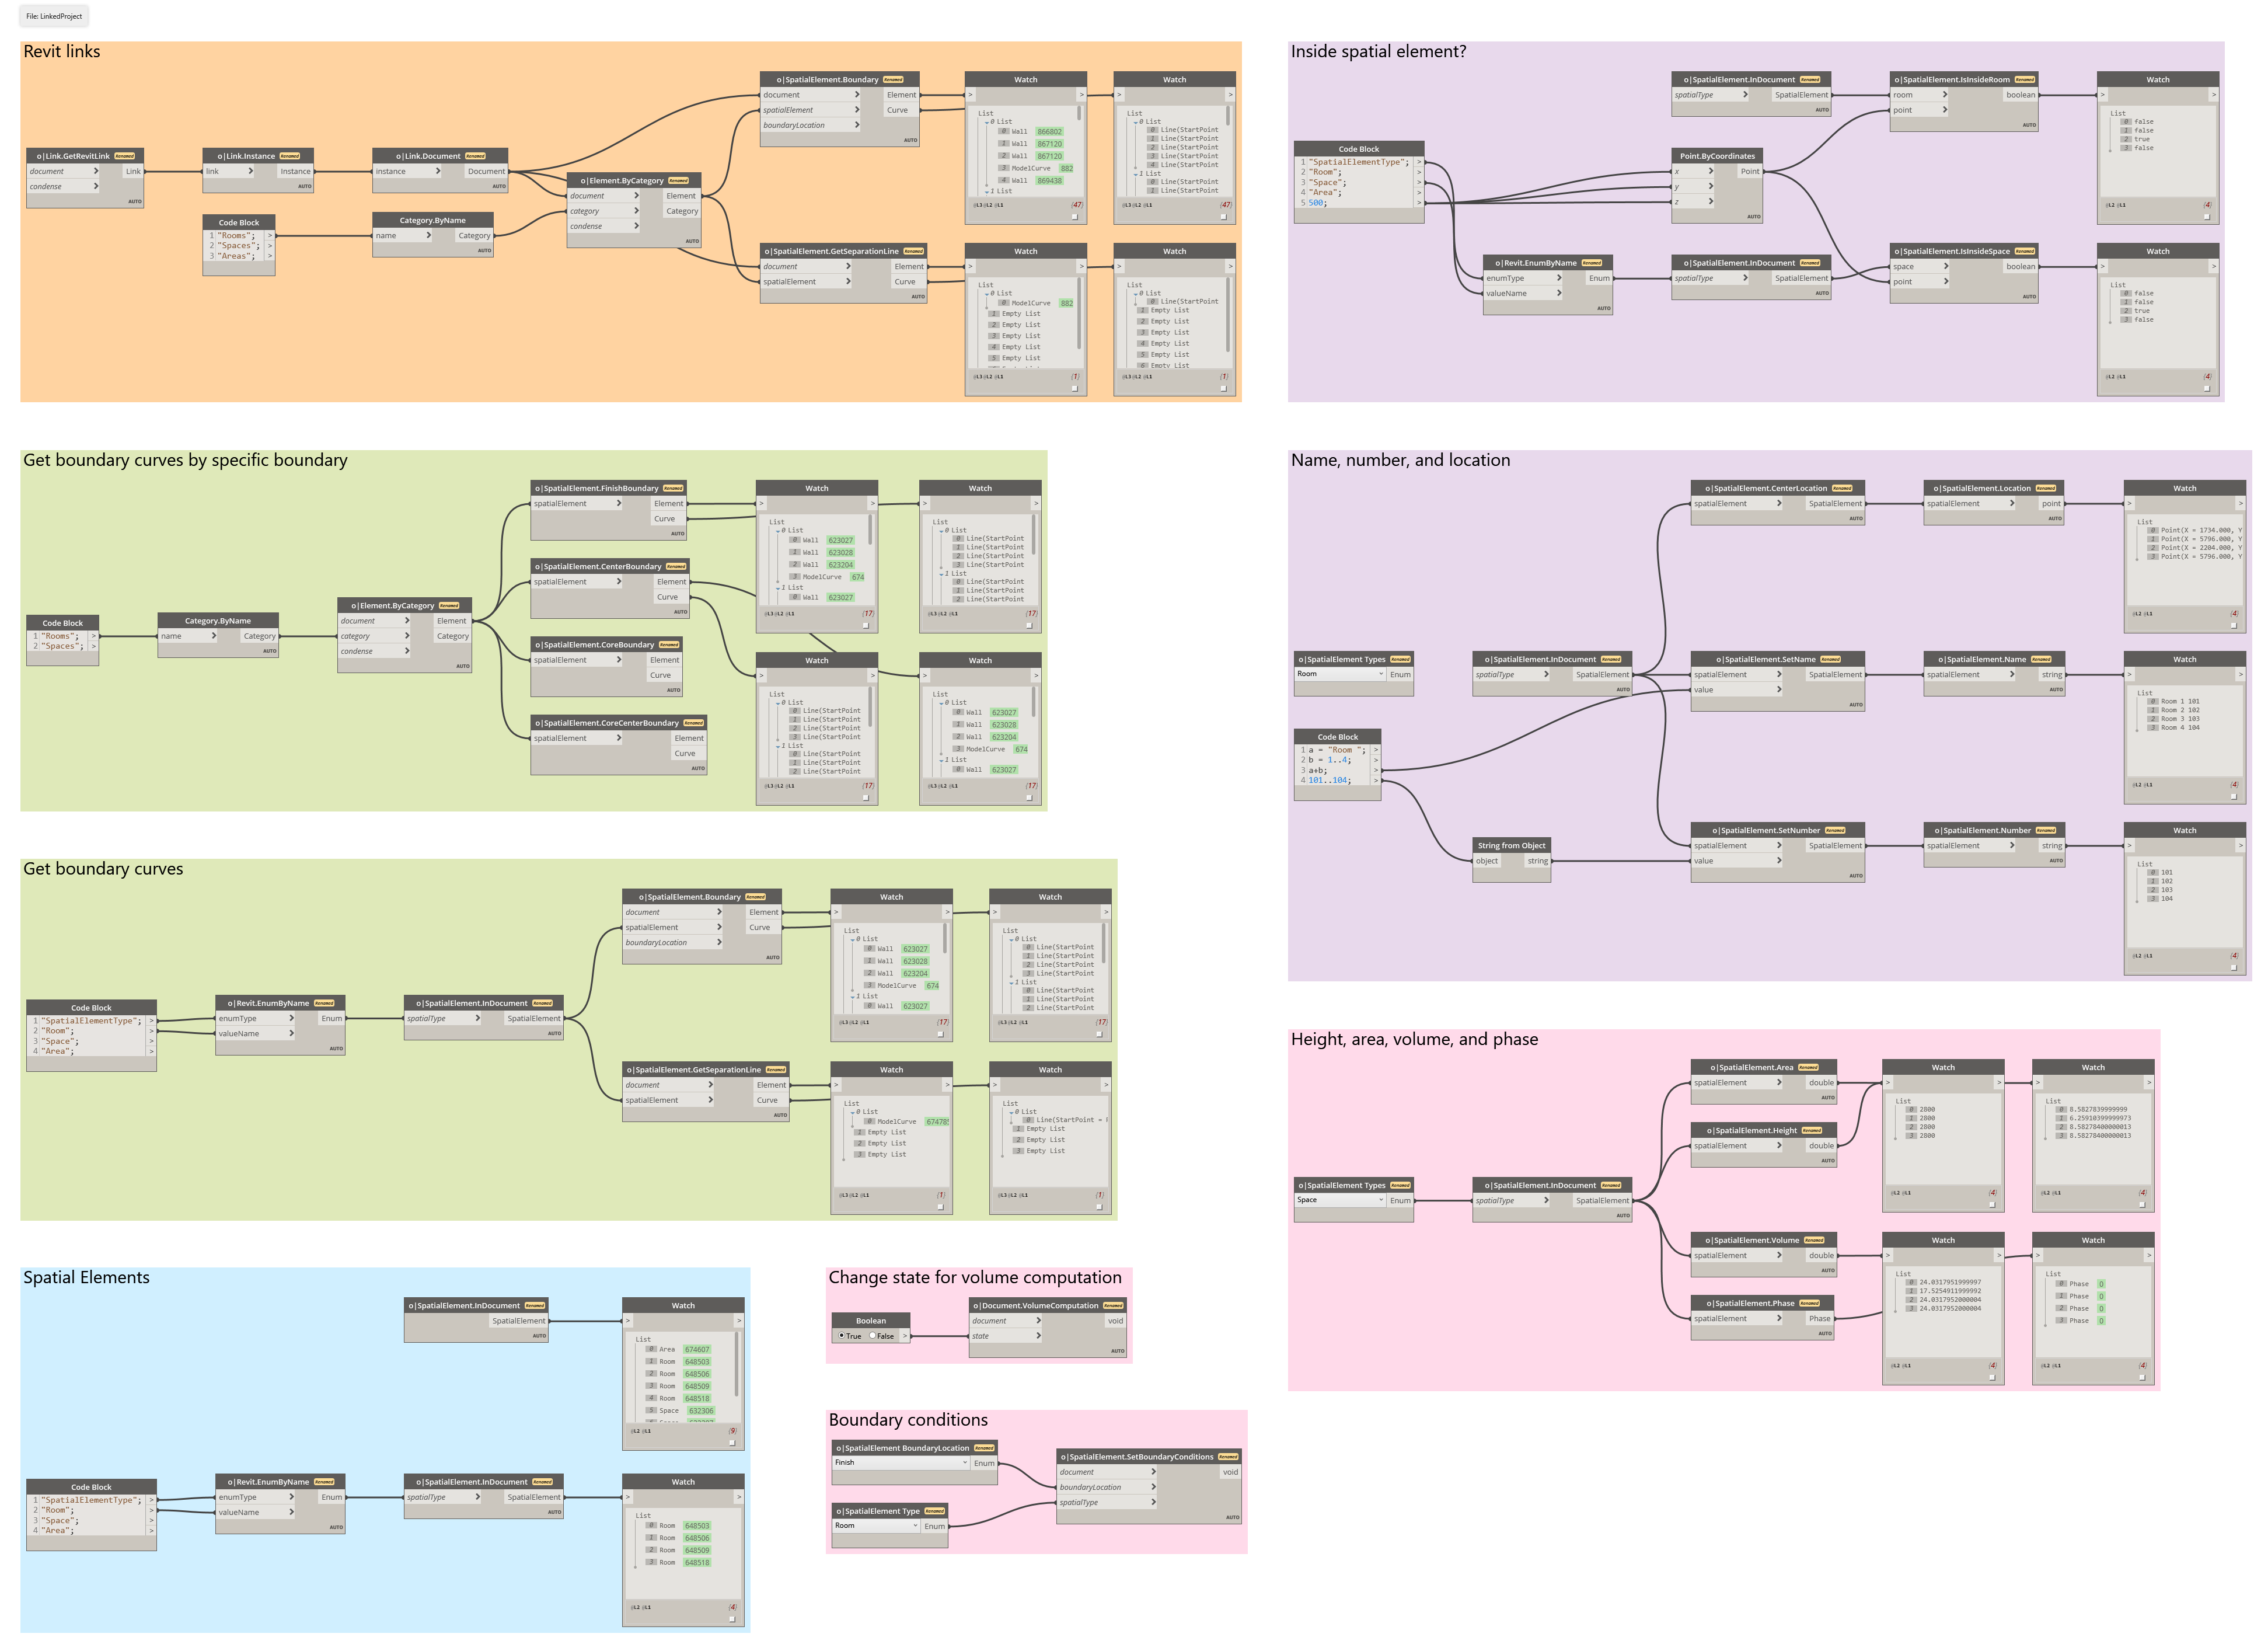 File: LinkedProject
Revit links
o|Link.GetRevitLink Renamed
document > Link
condense >
AUTO
o|Link.Instance Renamed
link > Instance
AUTO
o|Link.Document Renamed
instance > Document
AUTO
Code Block
1 "Rooms"; >
2 "Spaces"; >
3 "Areas"; >
Category.ByName
name > Category
AUTO
o|Element.ByCategory Renamed
document > Element
category > Category
condense >
AUTO
o|SpatialElement.Boundary Renamed
document > Element
spatialElement > Curve
boundaryLocation >
AUTO
Watch
> >
List
0 List
0 Wall 866802
1 Wall 867120
2 Wall 867120
3 ModelCurve 882
4 Wall 869438
1 List
@L3 @L2 @L1 {47}
Watch
> >
List
0 List
0 Line(StartPoint
1 Line(StartPoint
2 Line(StartPoint
3 Line(StartPoint
4 Line(StartPoint
1 List
0 Line(StartPoint
1 Line(StartPoint
@L3 @L2 @L1 {47}
o|SpatialElement.GetSeparationLine Renamed
document > Element
spatialElement > Curve
AUTO
Watch
> >
List
0 List
0 ModelCurve 882
1 Empty List
2 Empty List
3 Empty List
4 Empty List
5 Empty List
@L3 @L2 @L1 {1}
Watch
> >
List
0 List
0 Line(StartPoint
1 Empty List
2 Empty List
3 Empty List
4 Empty List
5 Empty List
6 Empty List
@L3 @L2 @L1 {1}
Inside spatial element?
Code Block
1 "SpatialElementType"; >
2 "Room"; >
3 "Space"; >
4 "Area"; >
5 500; >
o|SpatialElement.InDocument Renamed
spatialType > SpatialElement
AUTO
Point.ByCoordinates
x > Point
y >
z >
AUTO
o|Revit.EnumByName Renamed
enumType > Enum
valueName >
AUTO
o|SpatialElement.InDocument Renamed
spatialType > SpatialElement
AUTO
o|SpatialElement.IsInsideRoom Renamed
room > boolean
point >
AUTO
Watch
> >
List
0 false
1 false
2 true
3 false
@L2 @L1 {4}
o|SpatialElement.IsInsideSpace Renamed
space > boolean
point >
AUTO
Watch
> >
List
0 false
1 false
2 true
3 false
@L2 @L1 {4}
Get boundary curves by specific boundary
Code Block
1 "Rooms"; >
2 "Spaces"; >
Category.ByName
name > Category
AUTO
o|Element.ByCategory Renamed
document > Element
category > Category
condense >
AUTO
o|SpatialElement.FinishBoundary Renamed
spatialElement > Element
Curve
AUTO
o|SpatialElement.CenterBoundary Renamed
spatialElement > Element
Curve
AUTO
o|SpatialElement.CoreBoundary Renamed
spatialElement > Element
Curve
AUTO
o|SpatialElement.CoreCenterBoundary Renamed
spatialElement > Element
Curve
AUTO
Watch
> >
List
0 List
0 Wall 623027
1 Wall 623028
2 Wall 623204
3 ModelCurve 674
1 List
0 Wall 623027
@L3 @L2 @L1 {17}
Watch
> >
List
0 List
0 Line(StartPoint
1 Line(StartPoint
2 Line(StartPoint
3 Line(StartPoint
1 List
0 Line(StartPoint
1 Line(StartPoint
2 Line(StartPoint
@L3 @L2 @L1 {17}
Watch
> >
List
0 List
0 Line(StartPoint
1 Line(StartPoint
2 Line(StartPoint
3 Line(StartPoint
1 List
0 Line(StartPoint
1 Line(StartPoint
2 Line(StartPoint
@L3 @L2 @L1 {17}
Watch
> >
List
0 List
0 Wall 623027
1 Wall 623028
2 Wall 623204
3 ModelCurve 674
1 List
0 Wall 623027
@L3 @L2 @L1 {17}
Name, number, and location
o|SpatialElement Types Renamed
Room Enum
o|SpatialElement.InDocument Renamed
spatialType > SpatialElement
AUTO
Code Block
1 a = "Room "; >
2 b = 1..4; >
3 a+b; >
4 101..104; >
String from Object
object string
AUTO
o|SpatialElement.CenterLocation Renamed
spatialElement > SpatialElement
AUTO
o|SpatialElement.Location Renamed
spatialElement > point
AUTO
Watch
> >
List
0 Point(X = 1734.000, Y
1 Point(X = 5796.000, Y
2 Point(X = 2204.000, Y
3 Point(X = 5796.000, Y
@L2 @L1 {4}
o|SpatialElement.SetName Renamed
spatialElement > SpatialElement
value >
AUTO
o|SpatialElement.Name Renamed
spatialElement > string
AUTO
Watch
> >
List
0 Room 1 101
1 Room 2 102
2 Room 3 103
3 Room 4 104
@L2 @L1 {4}
o|SpatialElement.SetNumber Renamed
spatialElement > SpatialElement
value >
AUTO
o|SpatialElement.Number Renamed
spatialElement > string
AUTO
Watch
> >
List
0 101
1 102
2 103
3 104
@L2 @L1 {4}
Get boundary curves
Code Block
1 "SpatialElementType"; >
2 "Room"; >
3 "Space"; >
4 "Area"; >
o|Revit.EnumByName Renamed
enumType > Enum
valueName >
AUTO
o|SpatialElement.InDocument Renamed
spatialType > SpatialElement
AUTO
o|SpatialElement.Boundary Renamed
document > Element
spatialElement > Curve
boundaryLocation >
AUTO
Watch
> >
List
0 List
0 Wall 623027
1 Wall 623028
2 Wall 623204
3 ModelCurve 674
1 List
0 Wall 623027
@L3 @L2 @L1 {17}
Watch
> >
List
0 List
0 Line(StartPoint
1 Line(StartPoint
2 Line(StartPoint
3 Line(StartPoint
1 List
0 Line(StartPoint
1 Line(StartPoint
2 Line(StartPoint
@L3 @L2 @L1 {17}
o|SpatialElement.GetSeparationLine Renamed
document > Element
spatialElement > Curve
AUTO
Watch
> >
List
0 List
0 ModelCurve 674785
1 Empty List
2 Empty List
3 Empty List
@L3 @L2 @L1 {1}
Watch
> >
List
0 List
0 Line(StartPoint =
1 Empty List
2 Empty List
3 Empty List
@L3 @L2 @L1 {1}
Height, area, volume, and phase
o|SpatialElement Types Renamed
Space Enum
o|SpatialElement.InDocument Renamed
spatialType > SpatialElement
AUTO
o|SpatialElement.Area Renamed
spatialElement > double
AUTO
o|SpatialElement.Height Renamed
spatialElement > double
AUTO
Watch
> >
List
0 2800
1 2800
2 2800
3 2800
@L2 @L1 {4}
Watch
> >
List
0 8.5827839999999
1 6.25910399999973
2 8.58278400000013
3 8.58278400000013
@L2 @L1 {4}
o|SpatialElement.Volume Renamed
spatialElement > double
AUTO
o|SpatialElement.Phase Renamed
spatialElement > Phase
AUTO
Watch
> >
List
0 24.0317951999997
1 17.5254911999992
2 24.0317952000004
3 24.0317952000004
@L2 @L1 {4}
Watch
> >
List
0 Phase 0
1 Phase 0
2 Phase 0
3 Phase 0
@L2 @L1 {4}
Spatial Elements
o|SpatialElement.InDocument Renamed
SpatialElement
AUTO
Watch
> >
List
0 Area 674607
1 Room 648503
2 Room 648506
3 Room 648509
4 Room 648518
5 Space 632306
@L2 @L1 {9}
Code Block
1 "SpatialElementType"; >
2 "Room"; >
3 "Space"; >
4 "Area"; >
o|Revit.EnumByName Renamed
enumType > Enum
valueName >
AUTO
o|SpatialElement.InDocument Renamed
spatialType > SpatialElement
AUTO
Watch
> >
List
0 Room 648503
1 Room 648506
2 Room 648509
3 Room 648518
@L2 @L1 {4}
Change state for volume computation
Boolean
True False >
o|Document.VolumeComputation Renamed
document > void
state >
AUTO
Boundary conditions
o|SpatialElement BoundaryLocation Renamed
Finish Enum
o|SpatialElement Type Renamed
Room Enum
o|SpatialElement.SetBoundaryConditions Renamed
document > void
boundaryLocation >
spatialType >
AUTO